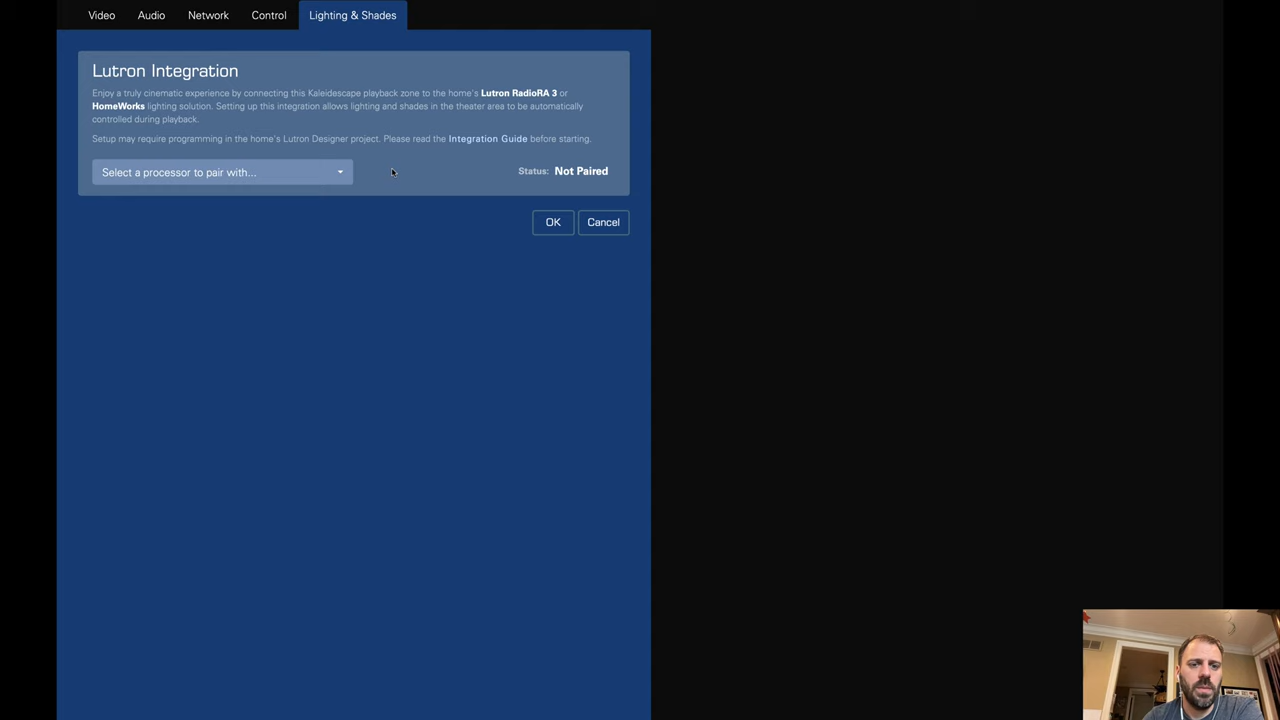 Video Audio Network Control Lighting & Shades
Lutron Integration
Enjoy a truly cinematic experience by connecting this Kaleidescape playback zone to the home's Lutron RadioRA 3 or
HomeWorks lighting solution. Setting up this integration allows lighting and shades in the theater area to be automatically
controlled during playback.
Setup may require programming in the home's Lutron Designer project. Please read the Integration Guide before starting.
Select a processor to pair with... Status: Not Paired
OK Cancel